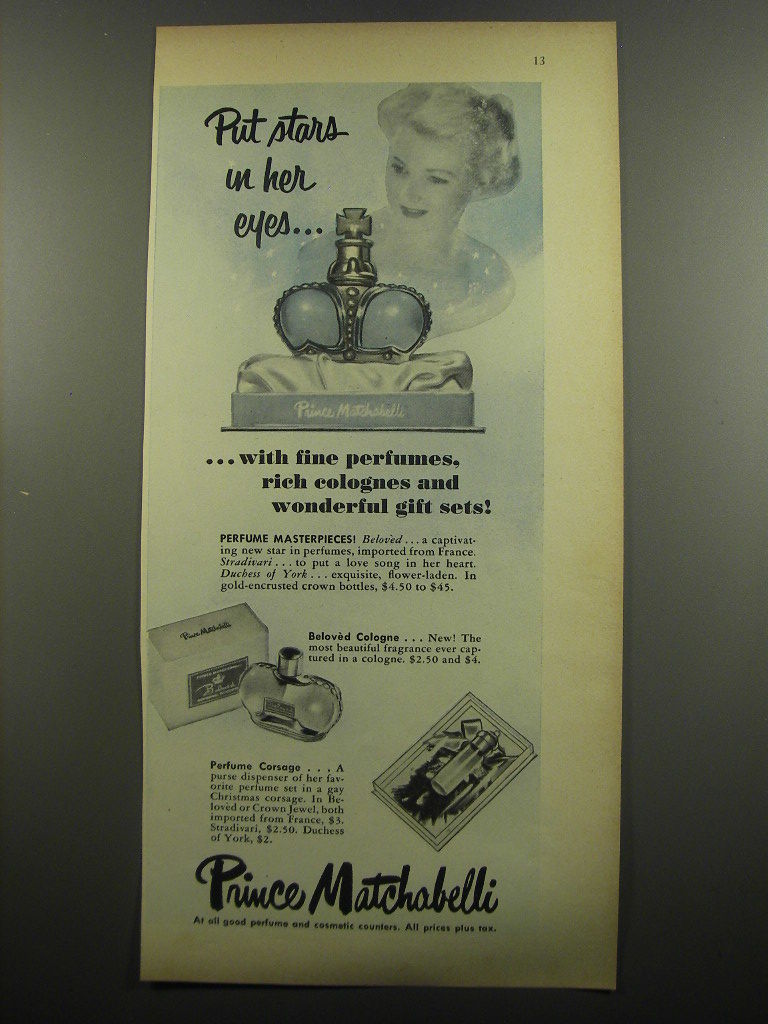 13
Put stars
in her
eyes...
Prince Matchabelli
...with fine perfumes,
rich colognes and
wonderful gift sets!
PERFUME MASTERPIECES! Belovèd...a captivat-
ing new star in perfumes, imported from France.
Stradivari...to put a love song in her heart.
Duchess of York...exquisite, flower-laden. In
gold-encrusted crown bottles, $4.50 to $45.
Prince Matchabelli
Belovèd Cologne . . . New! The
most beautiful fragrance ever cap-
tured in a cologne. $2.50 and $4.
Perfume Corsage . . . A
purse dispenser of her fav-
orite perfume set in a gay
Christmas corsage. In Be-
lovèd or Crown Jewel, both
imported from France, $3.
Stradivari, $2.50. Duchess
of York, $2.
Prince Matchabelli
At all good perfume and cosmetic counters. All prices plus tax.